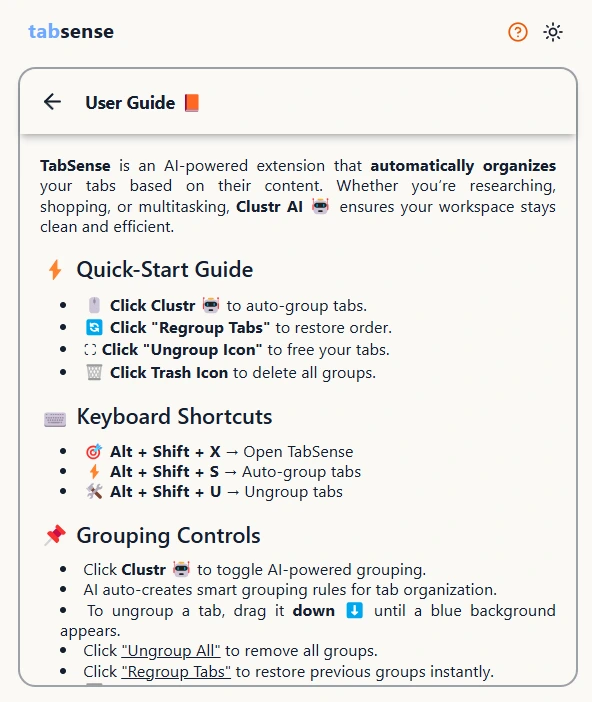 tabsense
User Guide 📕
TabSense is an AI-powered extension that automatically organizes
your tabs based on their content. Whether you're researching,
shopping, or multitasking, Clustr AI 🤖 ensures your workspace stays
clean and efficient.
⚡ Quick-Start Guide
• 🖱️ Click Clustr 🤖 to auto-group tabs.
• 🔄 Click "Regroup Tabs" to restore order.
• ⛶ Click "Ungroup Icon" to free your tabs.
• 🗑️ Click Trash Icon to delete all groups.
⌨️ Keyboard Shortcuts
• 🎯 Alt + Shift + X → Open TabSense
• ⚡ Alt + Shift + S → Auto-group tabs
• 🛠️ Alt + Shift + U → Ungroup tabs
📌 Grouping Controls
• Click Clustr 🤖 to toggle AI-powered grouping.
• AI auto-creates smart grouping rules for tab organization.
• To ungroup a tab, drag it down ⬇️ until a blue background
appears.
• Click "Ungroup All" to remove all groups.
• Click "Regroup Tabs" to restore previous groups instantly.